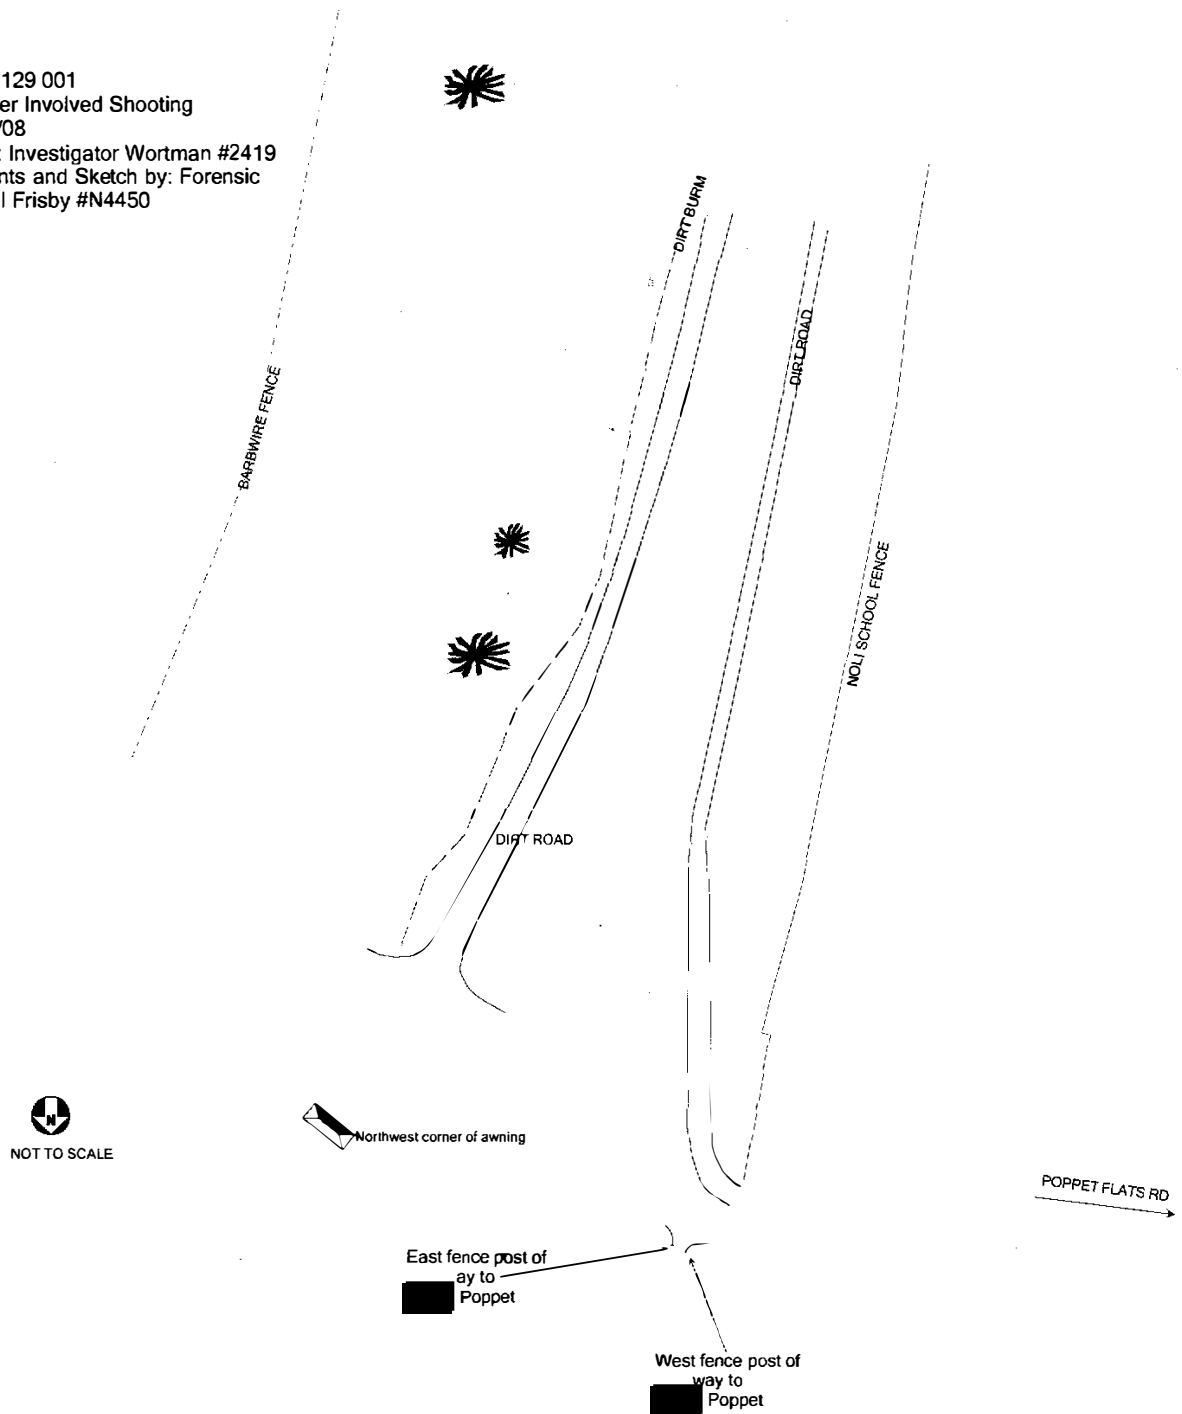 129 001
er Involved Shooting
/08
: Investigator Wortman #2419
nts and Sketch by: Forensic
l Frisby #N4450
DIRT BURM
DIRT ROAD
BARBWIRE FENCE
NOLI SCHOOL FENCE
DIRT ROAD
N
NOT TO SCALE
Northwest corner of awning
POPPET FLATS RD
East fence post of
ay to
Poppet
West fence post of
way to
Poppet